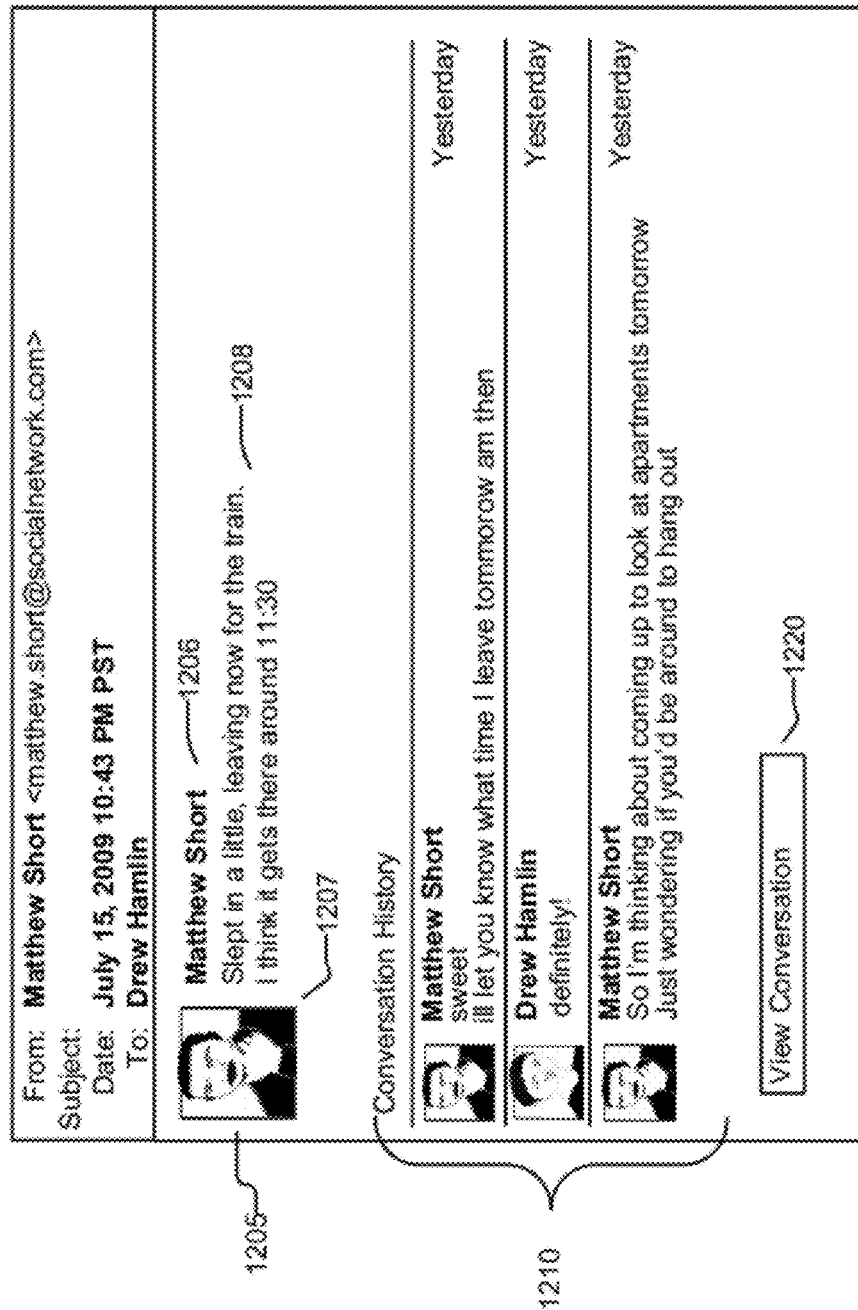 From: Matthew Short <matthew.short@socialnetwork.com>
Subject:
Date: July 15, 2009 10:43 PM PST
To: Drew Hamlin
1205
Matthew Short 1206
Slept in a little, leaving now for the train. 1208
I think it gets there around 11:30
1207
Conversation History
1210
Matthew Short Yesterday
sweet
ill let you know what time I leave tommorow am then
Drew Hamlin Yesterday
definitely!
Matthew Short Yesterday
So I'm thinking about coming up to look at apartments tomorrow
Just wondering if you'd be around to hang out
View Conversation 1220